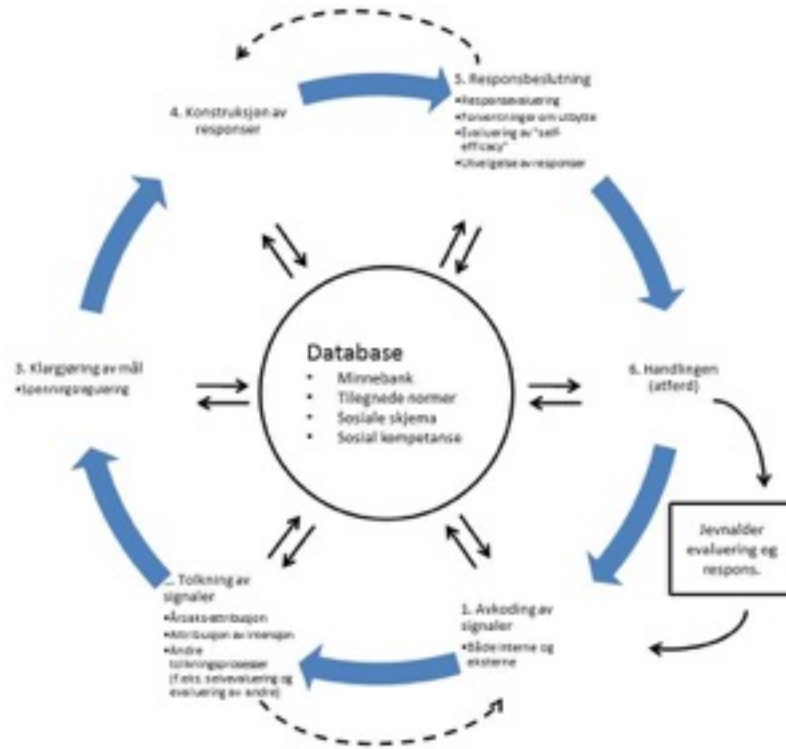 5. Responsbeslutning
•Responsevaluering
•Forventninger om utbytte
•Evaluering av "self-
efficacy"
•Utvelgelse av responser
4. Konstruksjon av
responser
3. Klargjøring av mål
•Spenningsregulering
Database
• Minnebank
• Tilegnede normer
• Sosiale skjema
• Sosial kompetanse
6. Handlingen
(atferd)
Jevnalder
evaluering og
respons.
1. Avkoding av
signaler
•Både interne og
eksterne
. Tolkning av
signaler
•Årsaks-attribusjon
•Attribusjon av intensjon
•Andre
tolkningsprosesser
(f.eks. selvevaluering og
evaluering av andre)